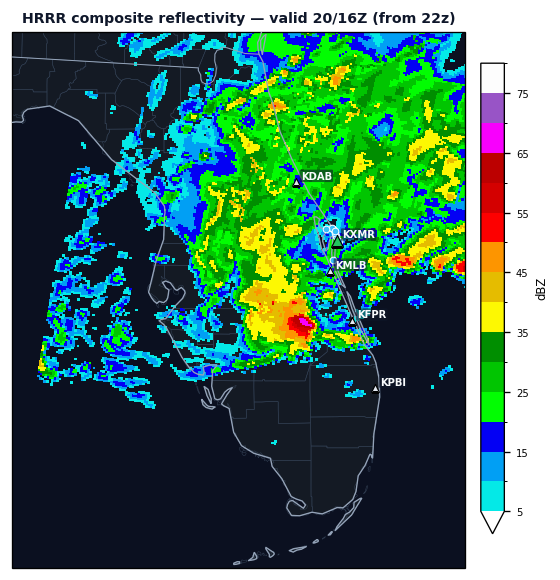 HRRR composite reflectivity — valid 20/16Z (from 22z)
75
65
55
45
35
25
15
5
dBZ
KDAB
KXMR
KMLB
KFPR
KPBI